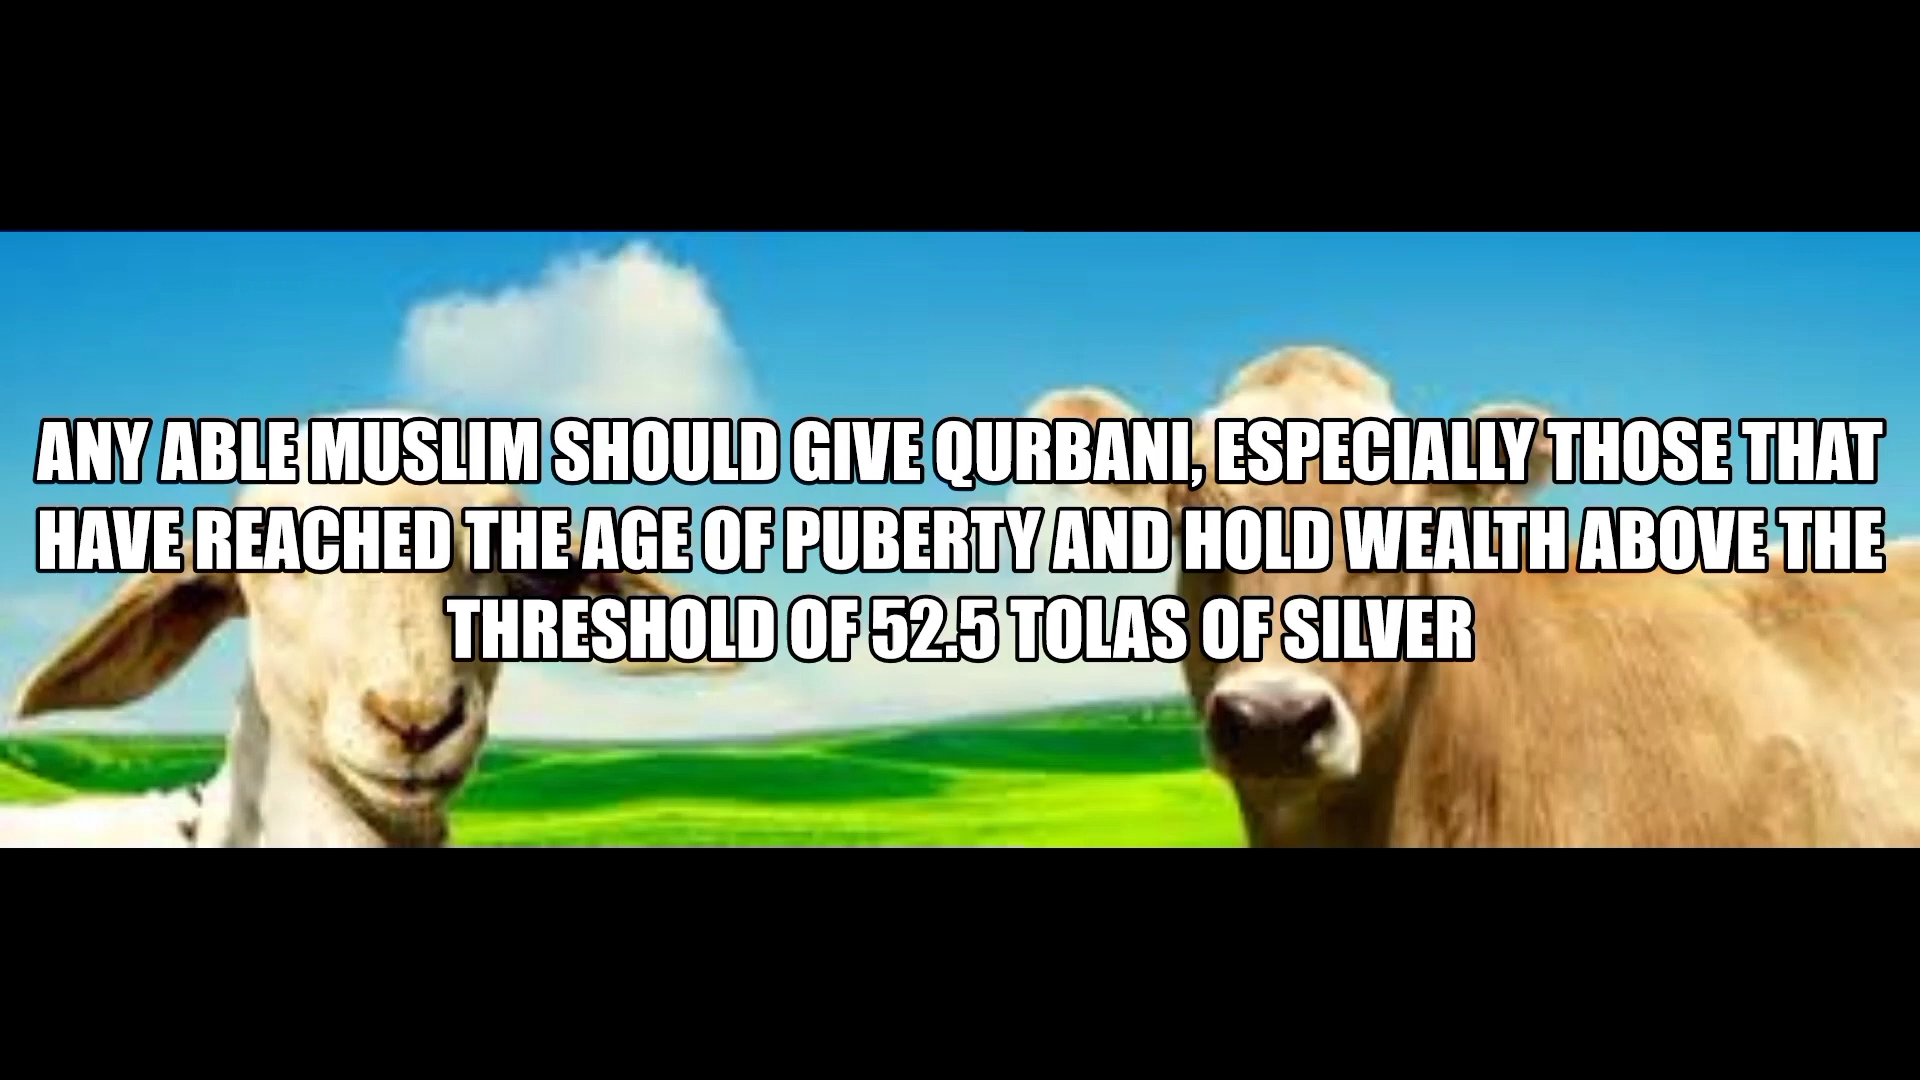 ANY ABLE MUSLIM SHOULD GIVE QURBANI, ESPECIALLY THOSE THAT
HAVE REACHED THE AGE OF PUBERTY AND HOLD WEALTH ABOVE THE
THRESHOLD OF 52.5 TOLAS OF SILVER